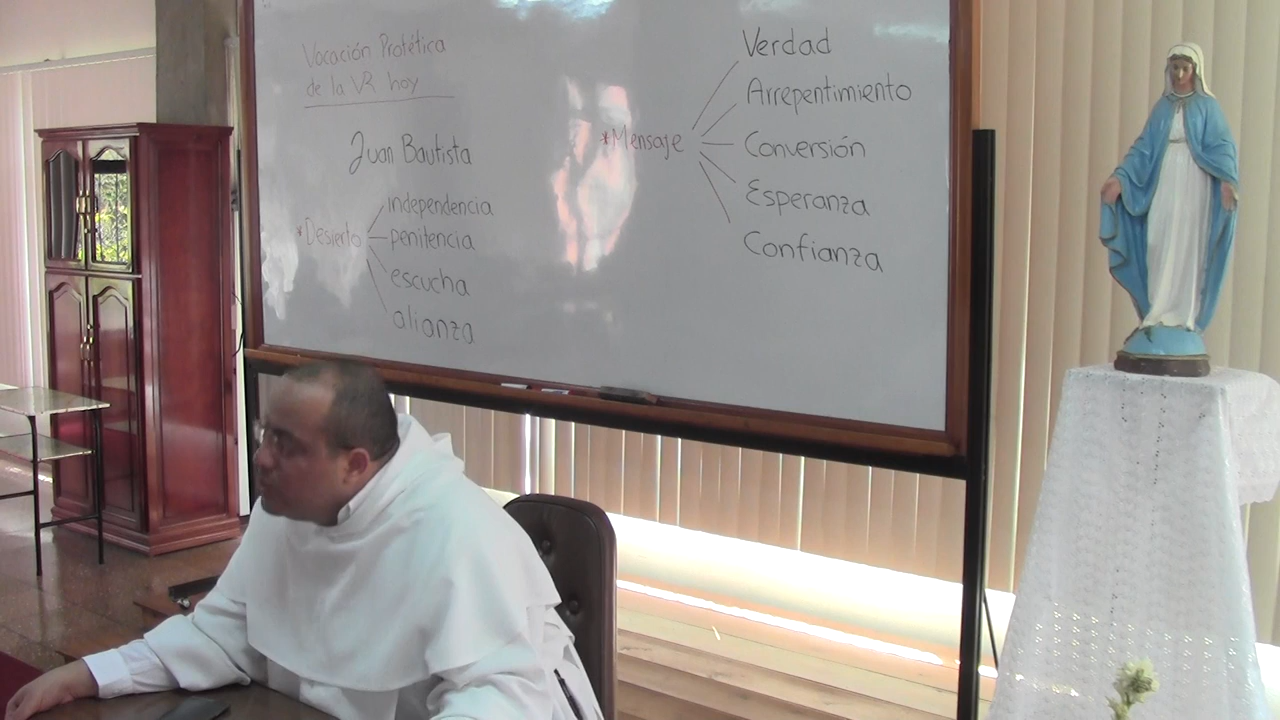 Vocación Profética
de la VR hoy
Juan Bautista
*Desierto
independencia
penitencia
escucha
alianza
*Mensaje
Verdad
Arrepentimiento
Conversión
Esperanza
Confianza